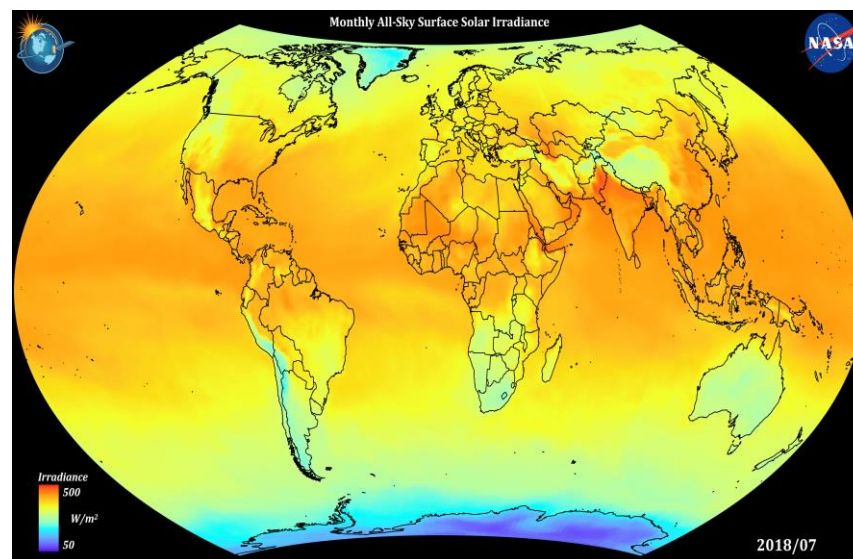 Monthly All-Sky Surface Solar Irradiance
NASA
Irradiance
500
W/m²
50
2018/07